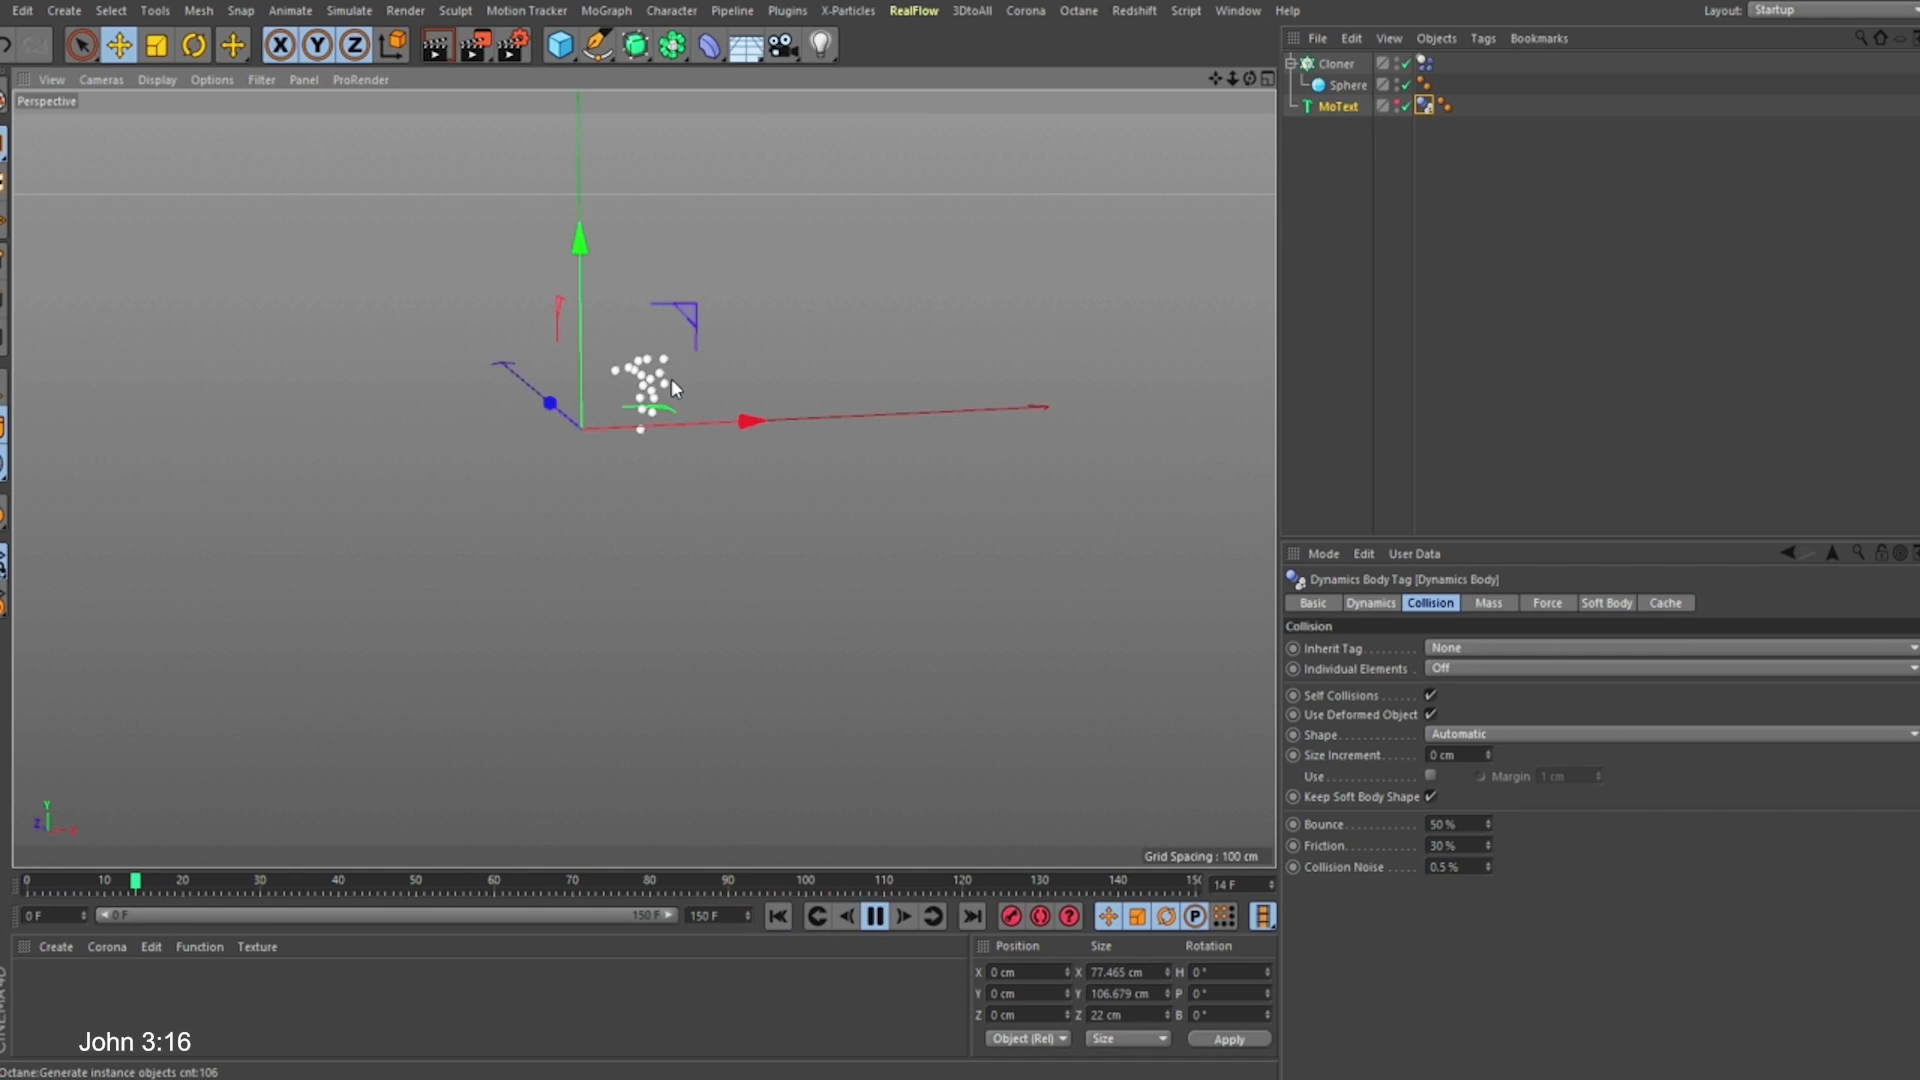 Edit Create Select Tools Mesh Snap Animate Simulate Render Sculpt Motion Tracker MoGraph Character Pipeline Plugins X-Particles RealFlow 3DtoAll Corona Octane Redshift Script Window Help Layout: Startup
X Y Z
File Edit View Objects Tags Bookmarks
View Cameras Display Options Filter Panel ProRender
Perspective
Cloner
Sphere
MoText
Mode Edit User Data
Dynamics Body Tag [Dynamics Body]
Basic Dynamics Collision Mass Force Soft Body Cache
Collision
Inherit Tag None
Individual Elements Off
Self Collisions
Use Deformed Object
Shape Automatic
Size Increment 0 cm
Use Margin 1 cm
Keep Soft Body Shape
Bounce 50 %
Friction 30 %
Collision Noise 0.5 %
Y
Z
Grid Spacing : 100 cm
0 10 20 30 40 50 60 70 80 90 100 110 120 130 140 14 F
0 F 0 F 150 F 150 F P
Create Corona Edit Function Texture
Position Size Rotation
X 0 cm X 77.465 cm H 0 °
Y 0 cm Y 106.679 cm P 0 °
Z 0 cm Z 22 cm B 0 °
Object (Rel) Size Apply
CINEMA 4D
John 3:16
Octane:Generate instance objects cnt:106